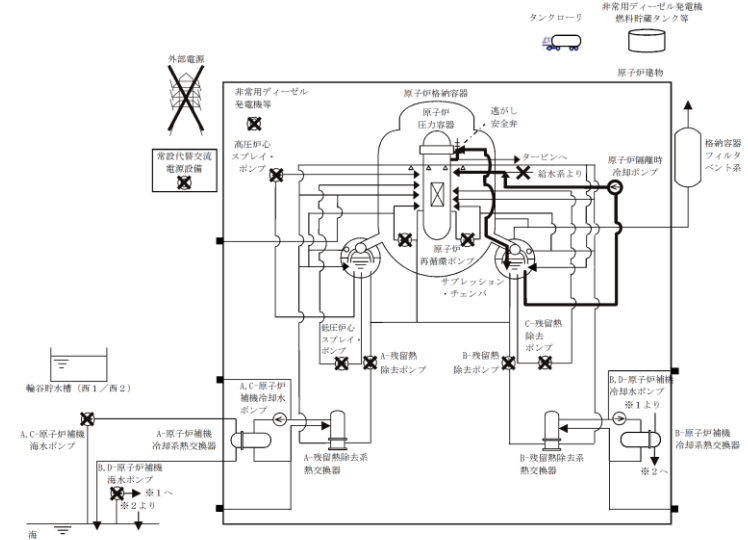 非常用ディーゼル発電機
燃料貯蔵タンク等
タンクローリ
外部電源
原子炉建物
非常用ディーゼル
発電機等
原子炉格納容器
原子炉
圧力容器
逃がし
安全弁
高圧炉心
スプレイ・
ポンプ
常設代替交流
電源設備
タービンへ
給水系より
原子炉隔離時
冷却ポンプ
格納容器
フィルタ
ベント系
原子炉
再循環ポンプ
サプレッション
・チェンバ
低圧炉心
スプレイ・
ポンプ
A-残留熱
除去ポンプ
B-残留熱
除去ポンプ
C-残留熱
除去
ポンプ
輪谷貯水槽（西1／西2）
A,C-原子炉
補機冷却水
ポンプ
B,D-原子炉補機
冷却水ポンプ
※1より
A,C-原子炉補機
海水ポンプ
A-原子炉補機
冷却系熱交換器
B-原子炉補機
冷却系熱交換器
A-残留熱除去系
熱交換器
B-残留熱除去系
熱交換器
※2へ
B,D-原子炉補機
海水ポンプ
※1へ
※2より
海